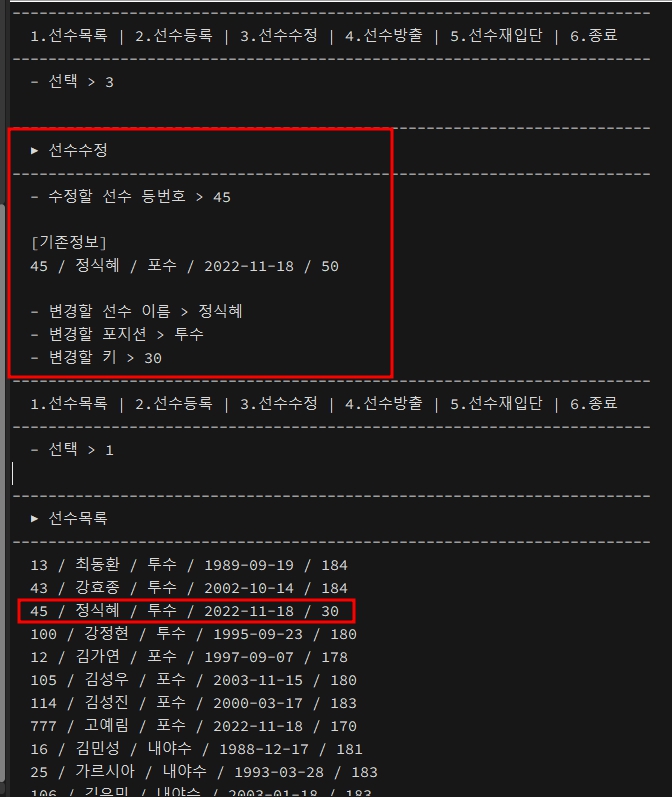 1.선수목록 | 2.선수등록 | 3.선수수정 | 4.선수방출 | 5.선수재입단 | 6.종료
- 선택 > 3
▶ 선수수정
- 수정할 선수 등번호 > 45
[기존정보]
45 / 정식혜 / 포수 / 2022-11-18 / 50
- 변경할 선수 이름 > 정식혜
- 변경할 포지션 > 투수
- 변경할 키 > 30
1.선수목록 | 2.선수등록 | 3.선수수정 | 4.선수방출 | 5.선수재입단 | 6.종료
- 선택 > 1
▶ 선수목록
13 / 최동환 / 투수 / 1989-09-19 / 184
43 / 강효종 / 투수 / 2002-10-14 / 184
45 / 정식혜 / 투수 / 2022-11-18 / 30
100 / 강정현 / 투수 / 1995-09-23 / 180
12 / 김가연 / 포수 / 1997-09-07 / 178
105 / 김성우 / 포수 / 2003-11-15 / 180
114 / 김성진 / 포수 / 2000-03-17 / 183
777 / 고예림 / 포수 / 2022-11-18 / 170
16 / 김민성 / 내야수 / 1988-12-17 / 181
25 / 가르시아 / 내야수 / 1993-03-28 / 183
106 / 내야수 / 2003-01-18 / 183